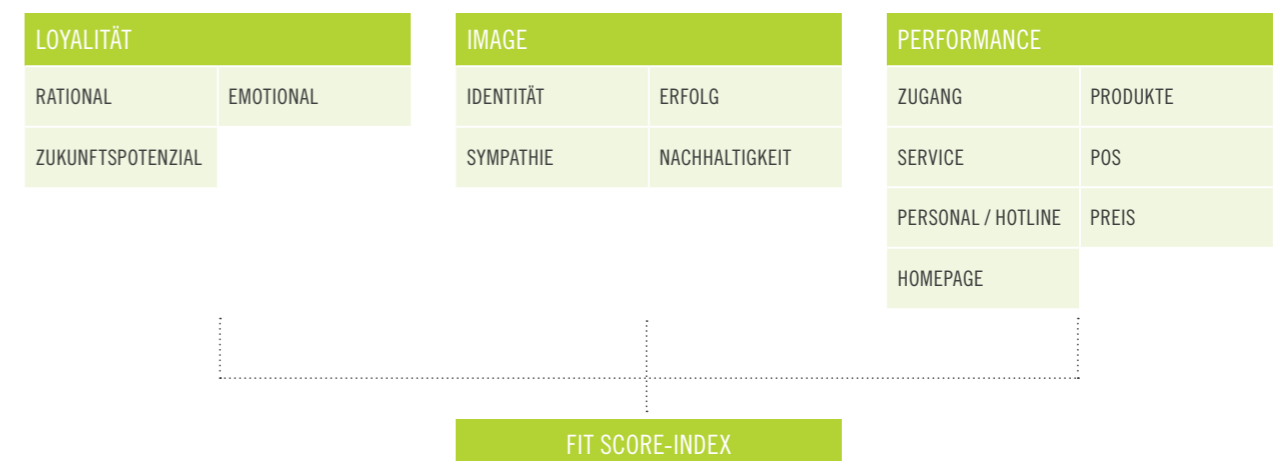 LOYALITÄT
RATIONAL EMOTIONAL
ZUKUNFTSPOTENZIAL
IMAGE
IDENTITÄT ERFOLG
SYMPATHIE NACHHALTIGKEIT
PERFORMANCE
ZUGANG PRODUKTE
SERVICE POS
PERSONAL / HOTLINE PREIS
HOMEPAGE
FIT SCORE-INDEX